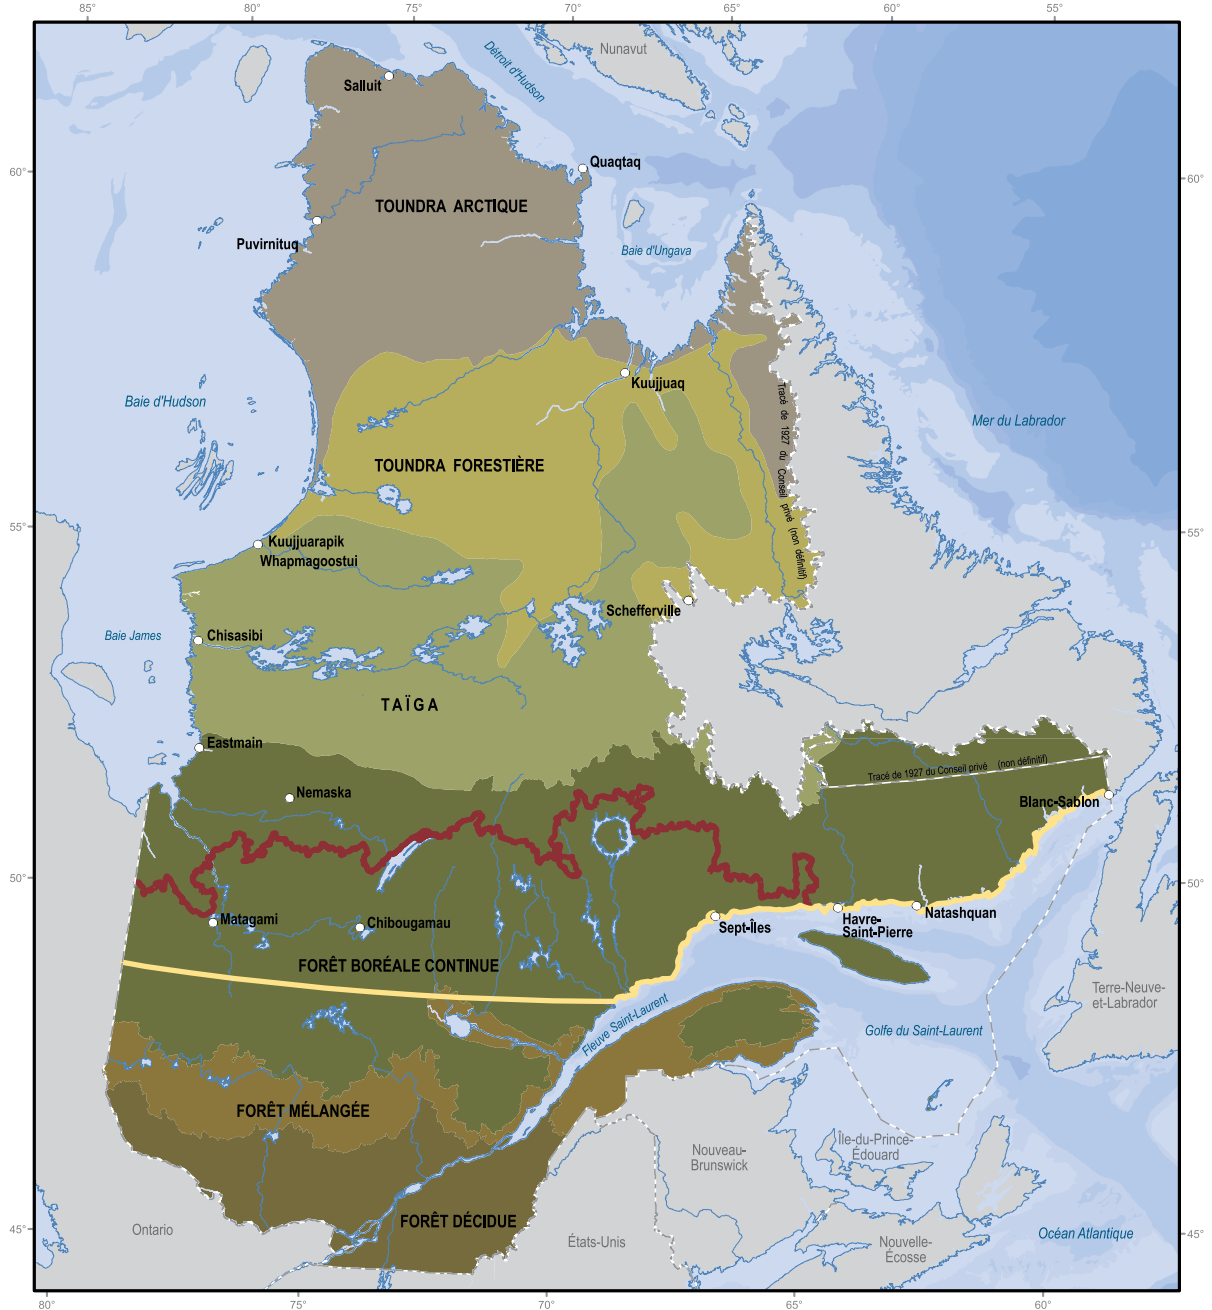 85°
80°
75°
70°
65°
60°
55°
Nunavut
Détroit d'Hudson
Salluit
Quaqtaq
60°
60°
TOUNDRA ARCTIQUE
Puvirnituq
Baie d'Ungava
Baie d'Hudson
Kuujjuaq
Tracé de 1927 du Conseil privé (non définitif)
Mer du Labrador
TOUNDRA FORESTIÈRE
55°
55°
Kuujjuarapik
Whapmagoostui
Schefferville
Baie James
Chisasibi
TAÏGA
Eastmain
Tracé de 1927 du Conseil privé (non définitif)
Nemaska
Blanc-Sablon
50°
50°
Matagami
Chibougamau
Sept-Îles
Havre-
Saint-Pierre
Natashquan
FORÊT BORÉALE CONTINUE
Terre-Neuve-
et-Labrador
Fleuve Saint-Laurent
Golfe du Saint-Laurent
FORÊT MÉLANGÉE
Nouveau-
Brunswick
Île-du-Prince-
Édouard
Ontario
FORÊT DÉCIDUE
États-Unis
Nouvelle-
Écosse
Océan Atlantique
45°
45°
80°
75°
70°
65°
60°